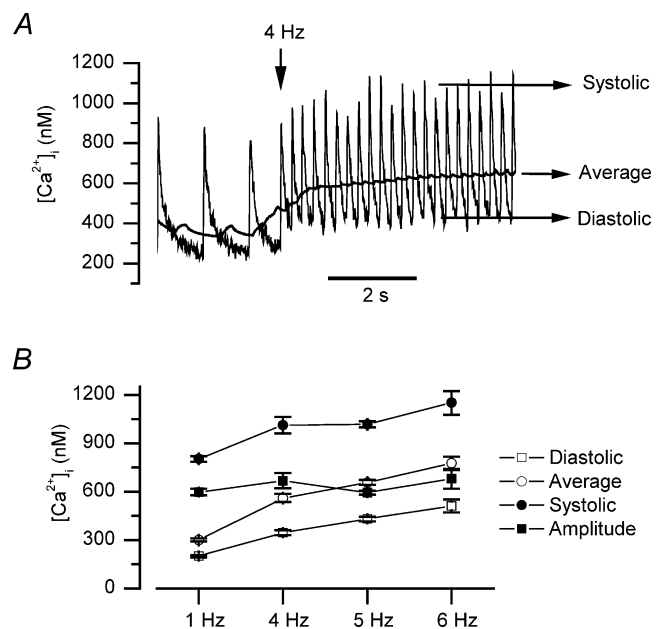 A
4 Hz
1200
1000
800
600
400
200
[Ca2+]i (nM)
Systolic
Average
Diastolic
2 s
B
1200
900
600
300
0
[Ca2+]i (nM)
1 Hz
4 Hz
5 Hz
6 Hz
Diastolic
Average
Systolic
Amplitude